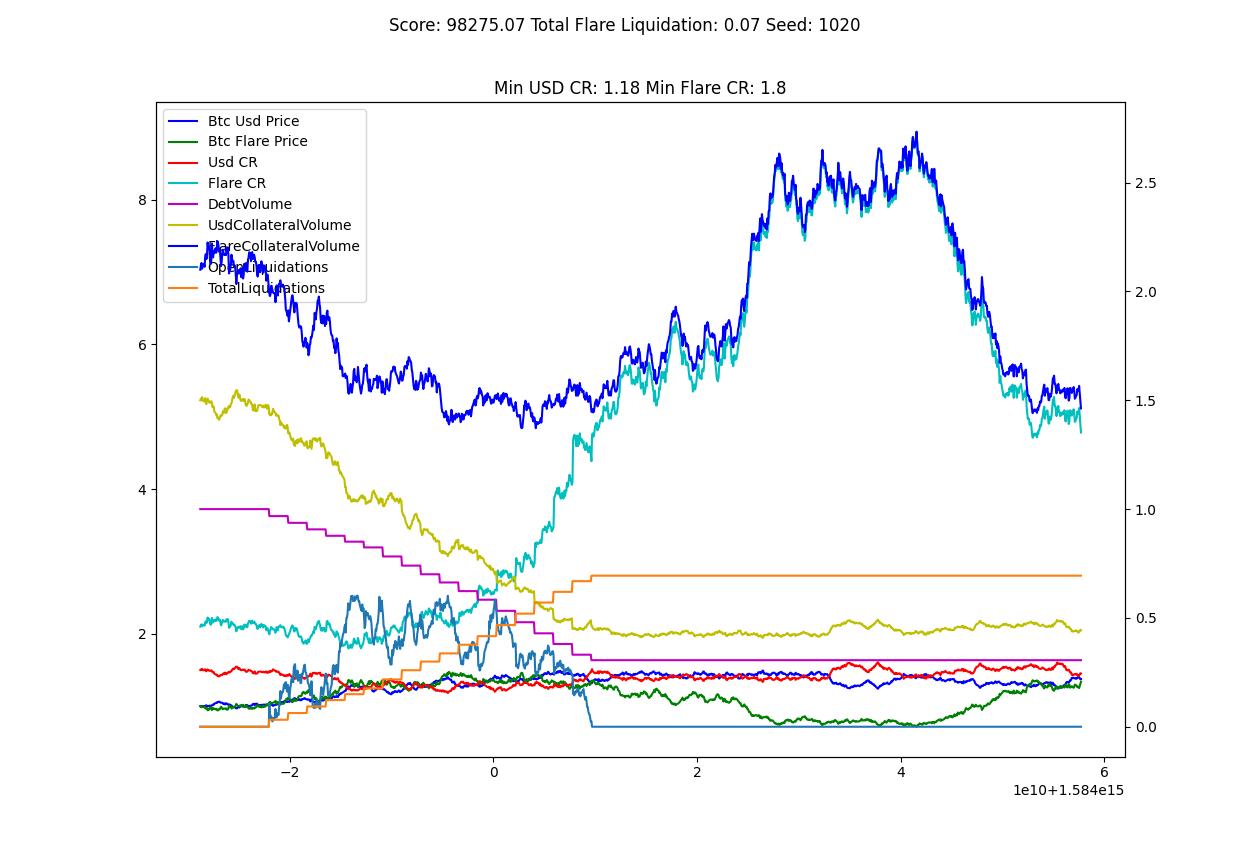 Score: 98275.07 Total Flare Liquidation: 0.07 Seed: 1020
Min USD CR: 1.18 Min Flare CR: 1.8
Btc Usd Price
Btc Flare Price
Usd CR
Flare CR
DebtVolume
UsdCollateralVolume
FlareCollateralVolume
OpenLiquidations
TotalLiquidations
8
6
4
2
2.5
2.0
1.5
1.0
0.5
0.0
−2
0
2
4
6
1e10+1.584e15